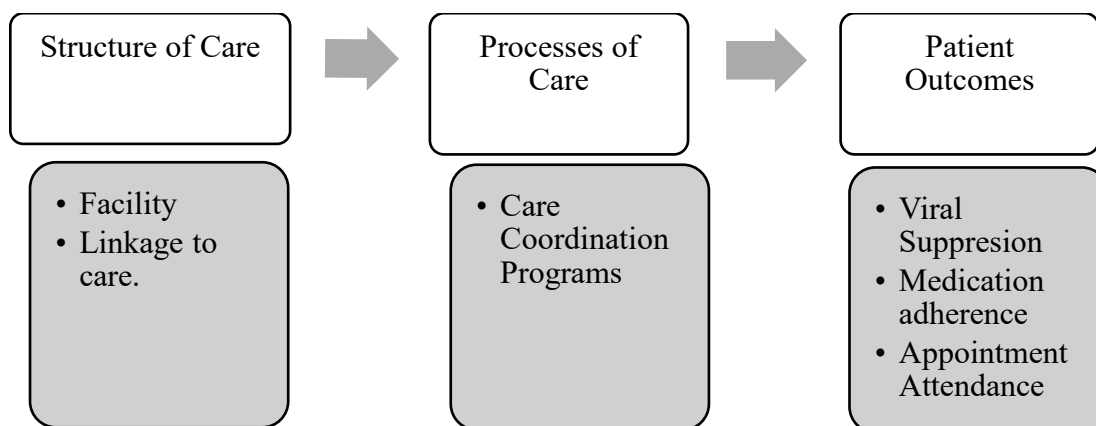 Structure of Care
Processes of
Care
Patient
Outcomes
• Facility
• Linkage to
care.
• Care
Coordination
Programs
• Viral
Suppresion
• Medication
adherence
• Appointment
Attendance